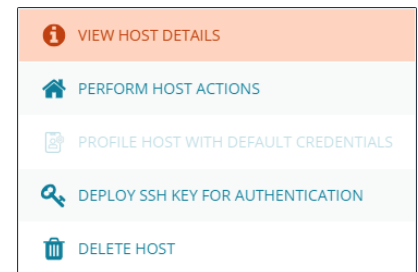 VIEW HOST DETAILS
PERFORM HOST ACTIONS
PROFILE HOST WITH DEFAULT CREDENTIALS
DEPLOY SSH KEY FOR AUTHENTICATION
DELETE HOST